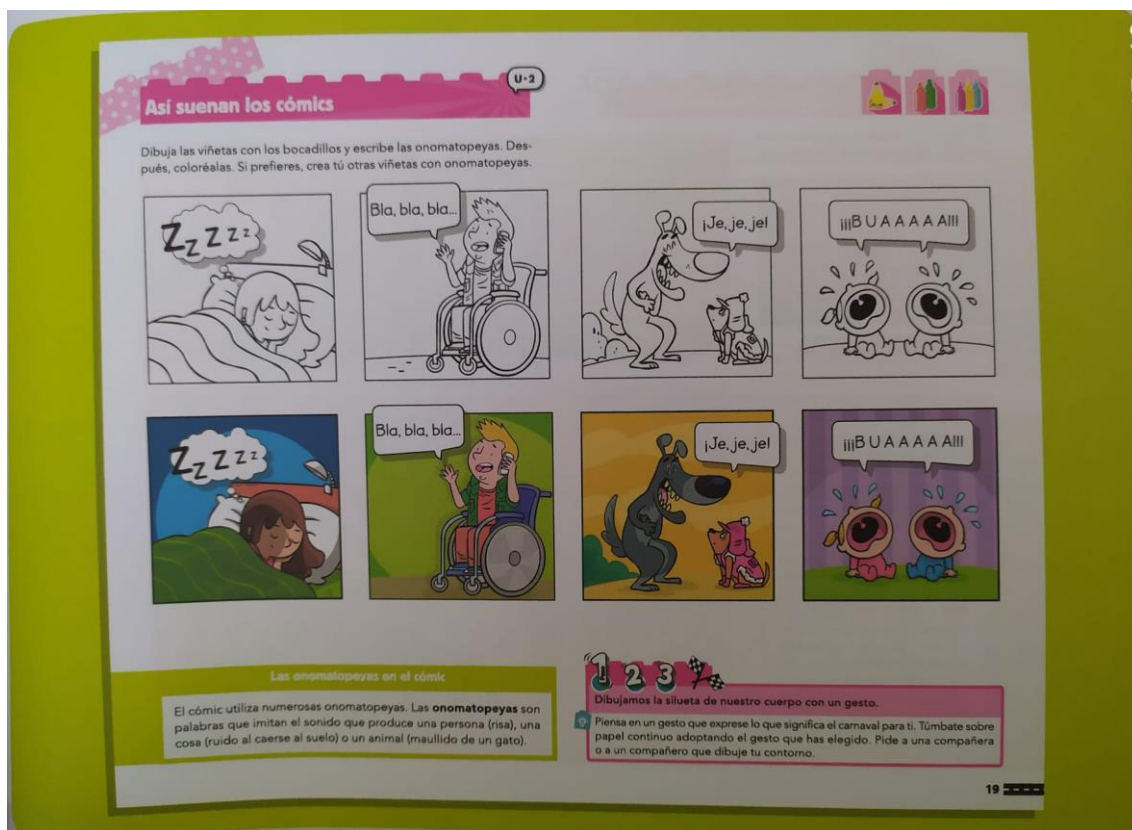 U·2
Así suenan los cómics
Dibuja las viñetas con los bocadillos y escribe las onomatopeyas. Des-
pués, coloréalas. Si prefieres, crea tú otras viñetas con onomatopeyas.
Zzzzzz
Bla, bla, bla...
¡Je, je, je!
¡¡¡BUAAAAA!!!
Zzzzzz
Bla, bla, bla...
¡Je, je, je!
¡¡¡BUAAAAA!!!
Las onomatopeyas en el cómic
El cómic utiliza numerosas onomatopeyas. Las onomatopeyas son
palabras que imitan el sonido que produce una persona (risa), una
cosa (ruido al caerse al suelo) o un animal (maullido de un gato).
1 2 3
Dibujamos la silueta de nuestro cuerpo con un gesto.
Piensa en un gesto que exprese lo que significa el carnaval para ti. Túmbate sobre
papel continuo adoptando el gesto que has elegido. Pide a una compañera
o a un compañero que dibuje tu contorno.
19